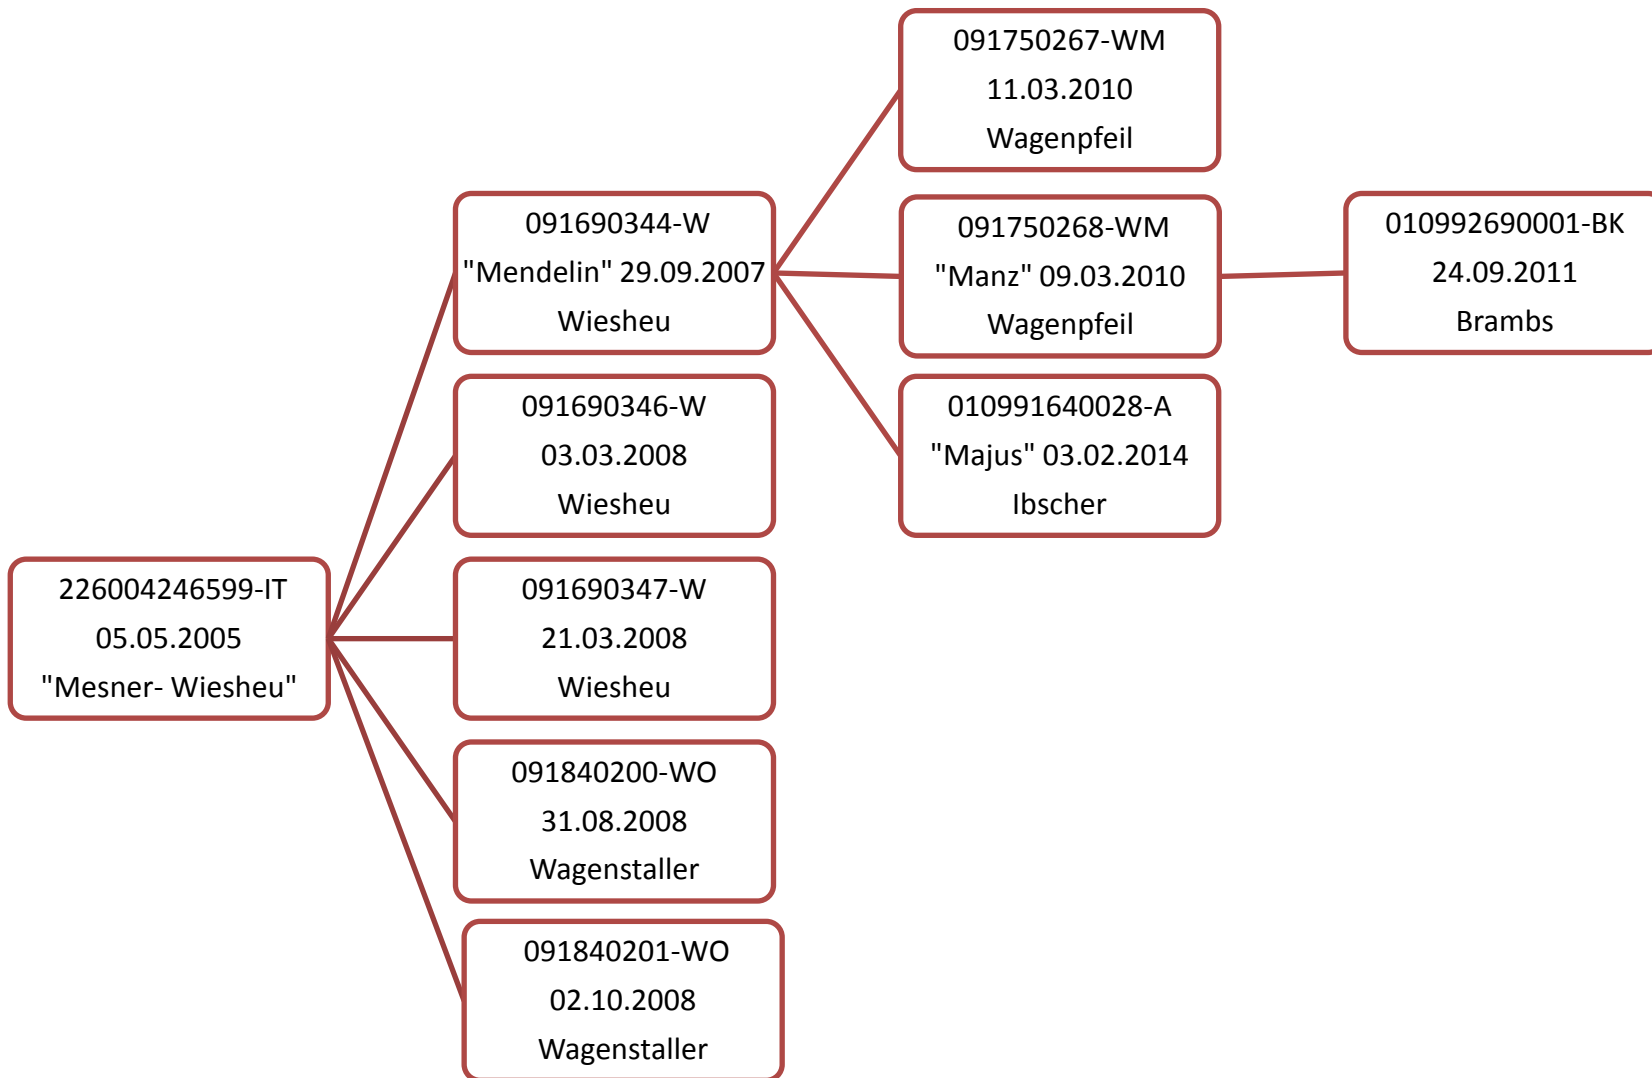 091750267-WM
11.03.2010
Wagenpfeil
091690344-W
"Mendelin" 29.09.2007
Wiesheu
091750268-WM
"Manz" 09.03.2010
Wagenpfeil
010992690001-BK
24.09.2011
Brambs
091690346-W
03.03.2008
Wiesheu
010991640028-A
"Majus" 03.02.2014
Ibscher
226004246599-IT
05.05.2005
"Mesner- Wiesheu"
091690347-W
21.03.2008
Wiesheu
091840200-WO
31.08.2008
Wagenstaller
091840201-WO
02.10.2008
Wagenstaller